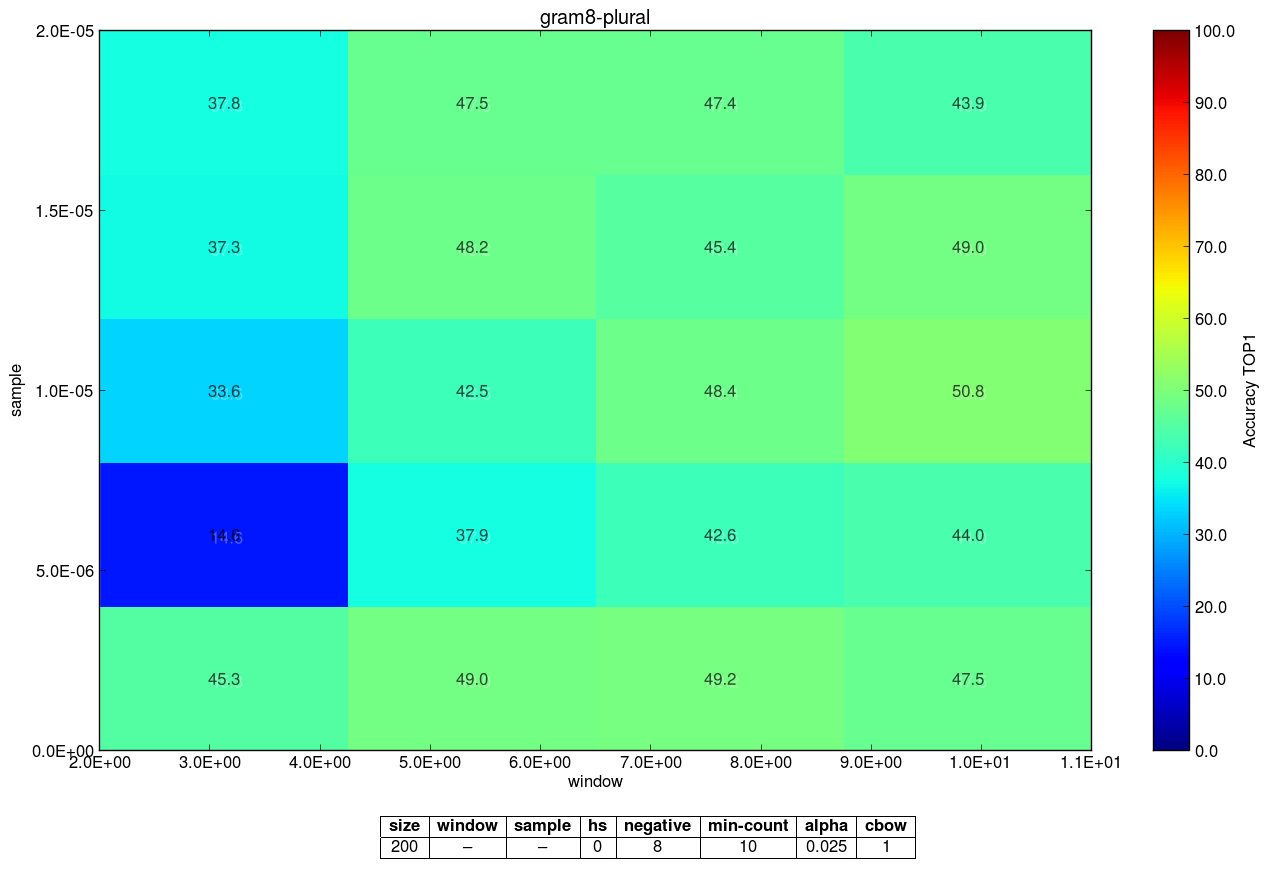 gram8-plural
2.0E-05
37.8 47.5 47.4 43.9
1.5E-05
37.3 48.2 45.4 49.0
1.0E-05
33.6 42.5 48.4 50.8
14.6 37.9 42.6 44.0
5.0E-06
45.3 49.0 49.2 47.5
0.0E+00
sample
2.0E+00 3.0E+00 4.0E+00 5.0E+00 6.0E+00 7.0E+00 8.0E+00 9.0E+00 1.0E+01 1.1E+01
window
100.0
90.0
80.0
70.0
60.0
50.0
40.0
30.0
20.0
10.0
0.0
Accuracy TOP1
size window sample hs negative min-count alpha cbow
200 – – 0 8 10 0.025 1